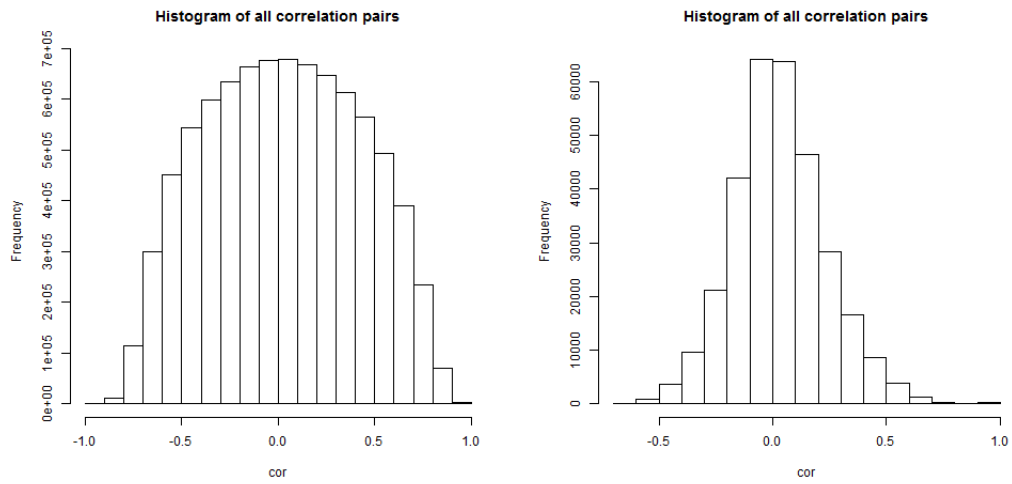 Histogram of all correlation pairs
Frequency
7e+05
6e+05
5e+05
4e+05
3e+05
2e+05
1e+05
0e+00
-1.0 -0.5 0.0 0.5 1.0
cor
Histogram of all correlation pairs
Frequency
60000
50000
40000
30000
20000
10000
0
-0.5 0.0 0.5 1.0
cor